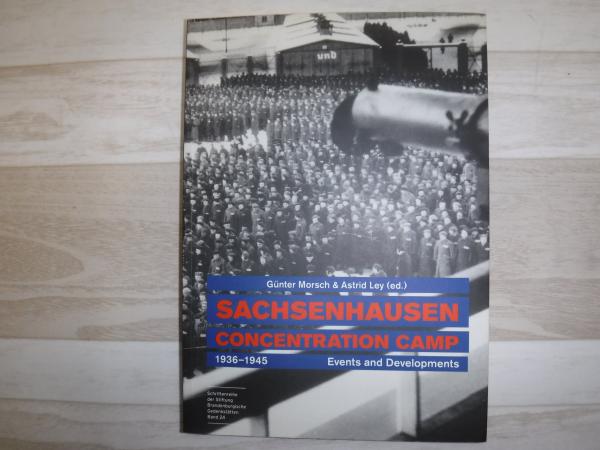 und
Günter Morsch & Astrid Ley (ed.)
SACHSENHAUSEN
CONCENTRATION CAMP
1936–1945 Events and Developments
Schriftenreihe
der Stiftung
Brandenburgische
Gedenkstätten
Band 24